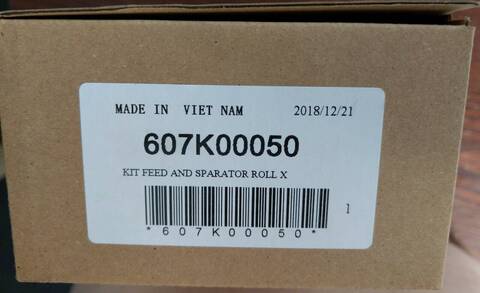 MADE IN VIET NAM 2018/12/21
607K00050
KIT FEED AND SPARATOR ROLL X
1
*607K00050*